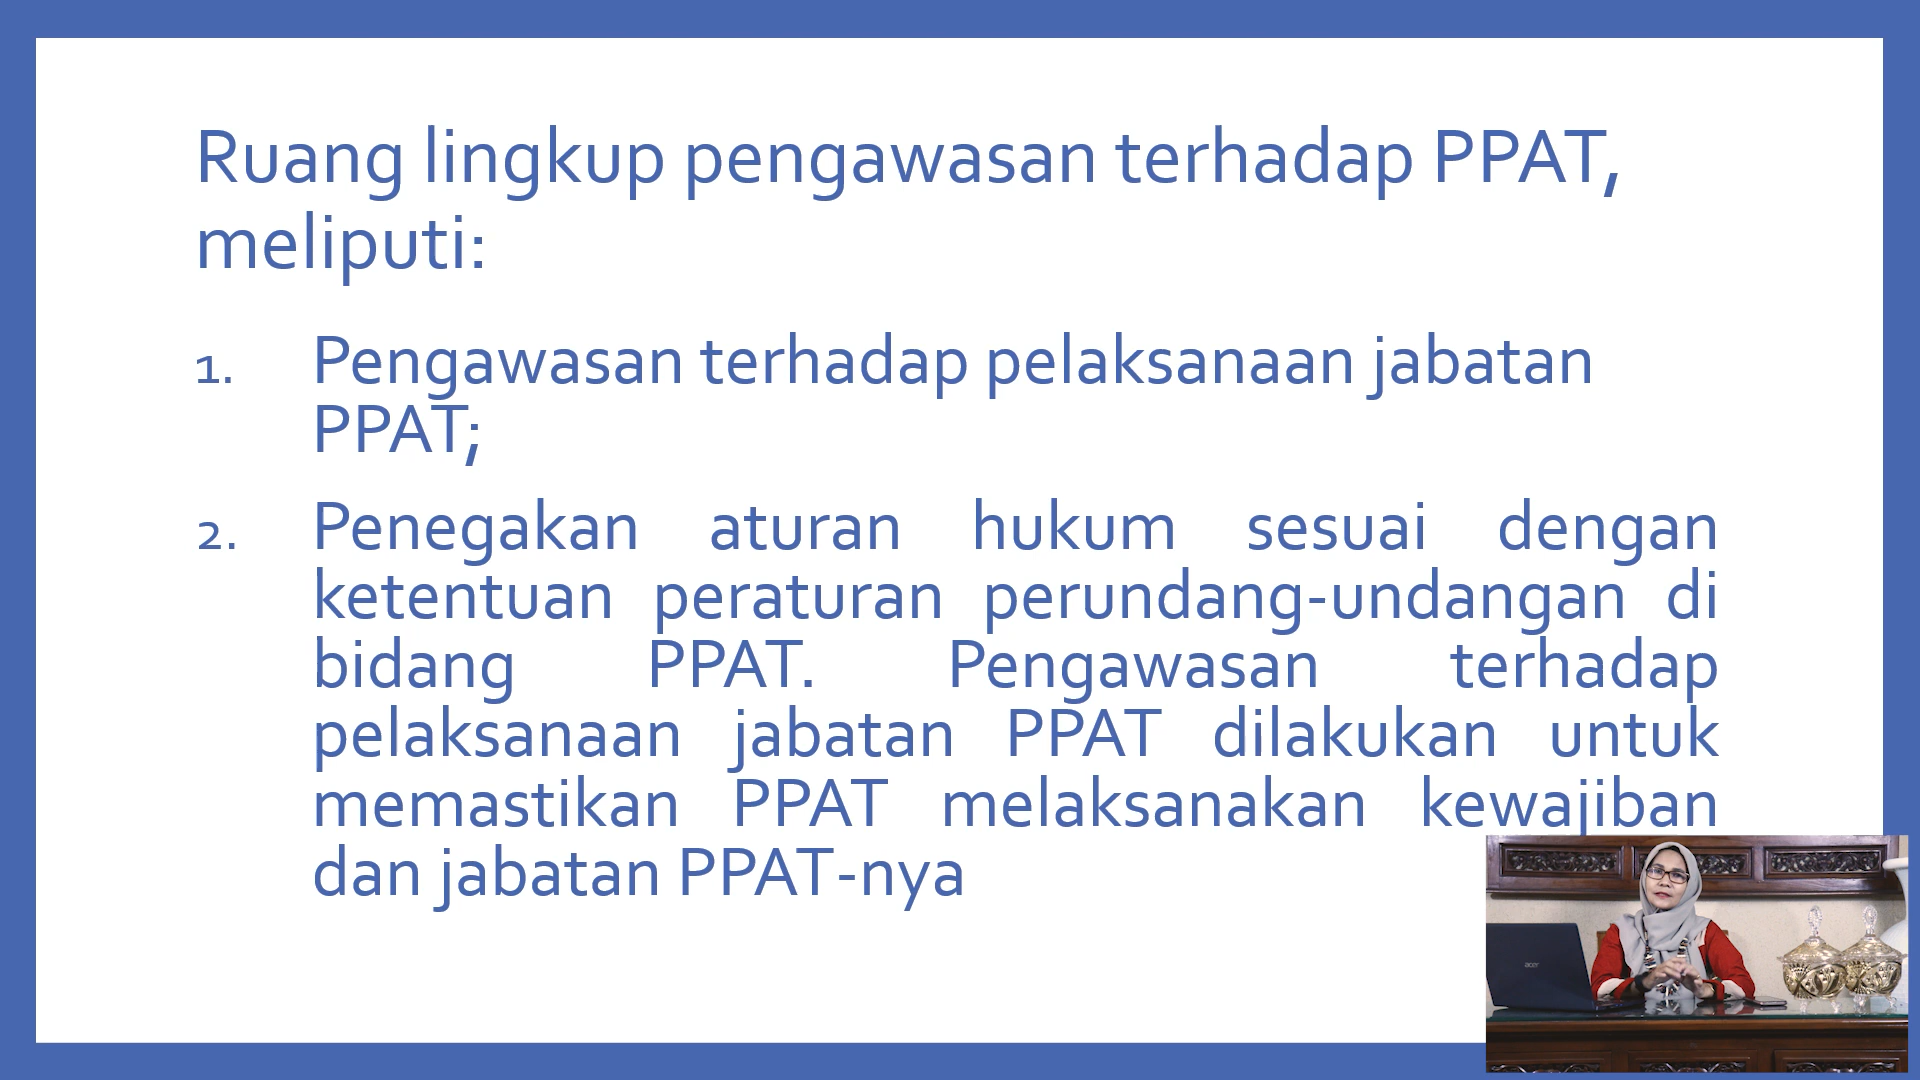 Ruang lingkup pengawasan terhadap PPAT,
meliputi:
1. Pengawasan terhadap pelaksanaan jabatan
PPAT;
2. Penegakan aturan hukum sesuai dengan
ketentuan peraturan perundang-undangan di
bidang PPAT. Pengawasan terhadap
pelaksanaan jabatan PPAT dilakukan untuk
memastikan PPAT melaksanakan kewajiban
dan jabatan PPAT-nya
acer